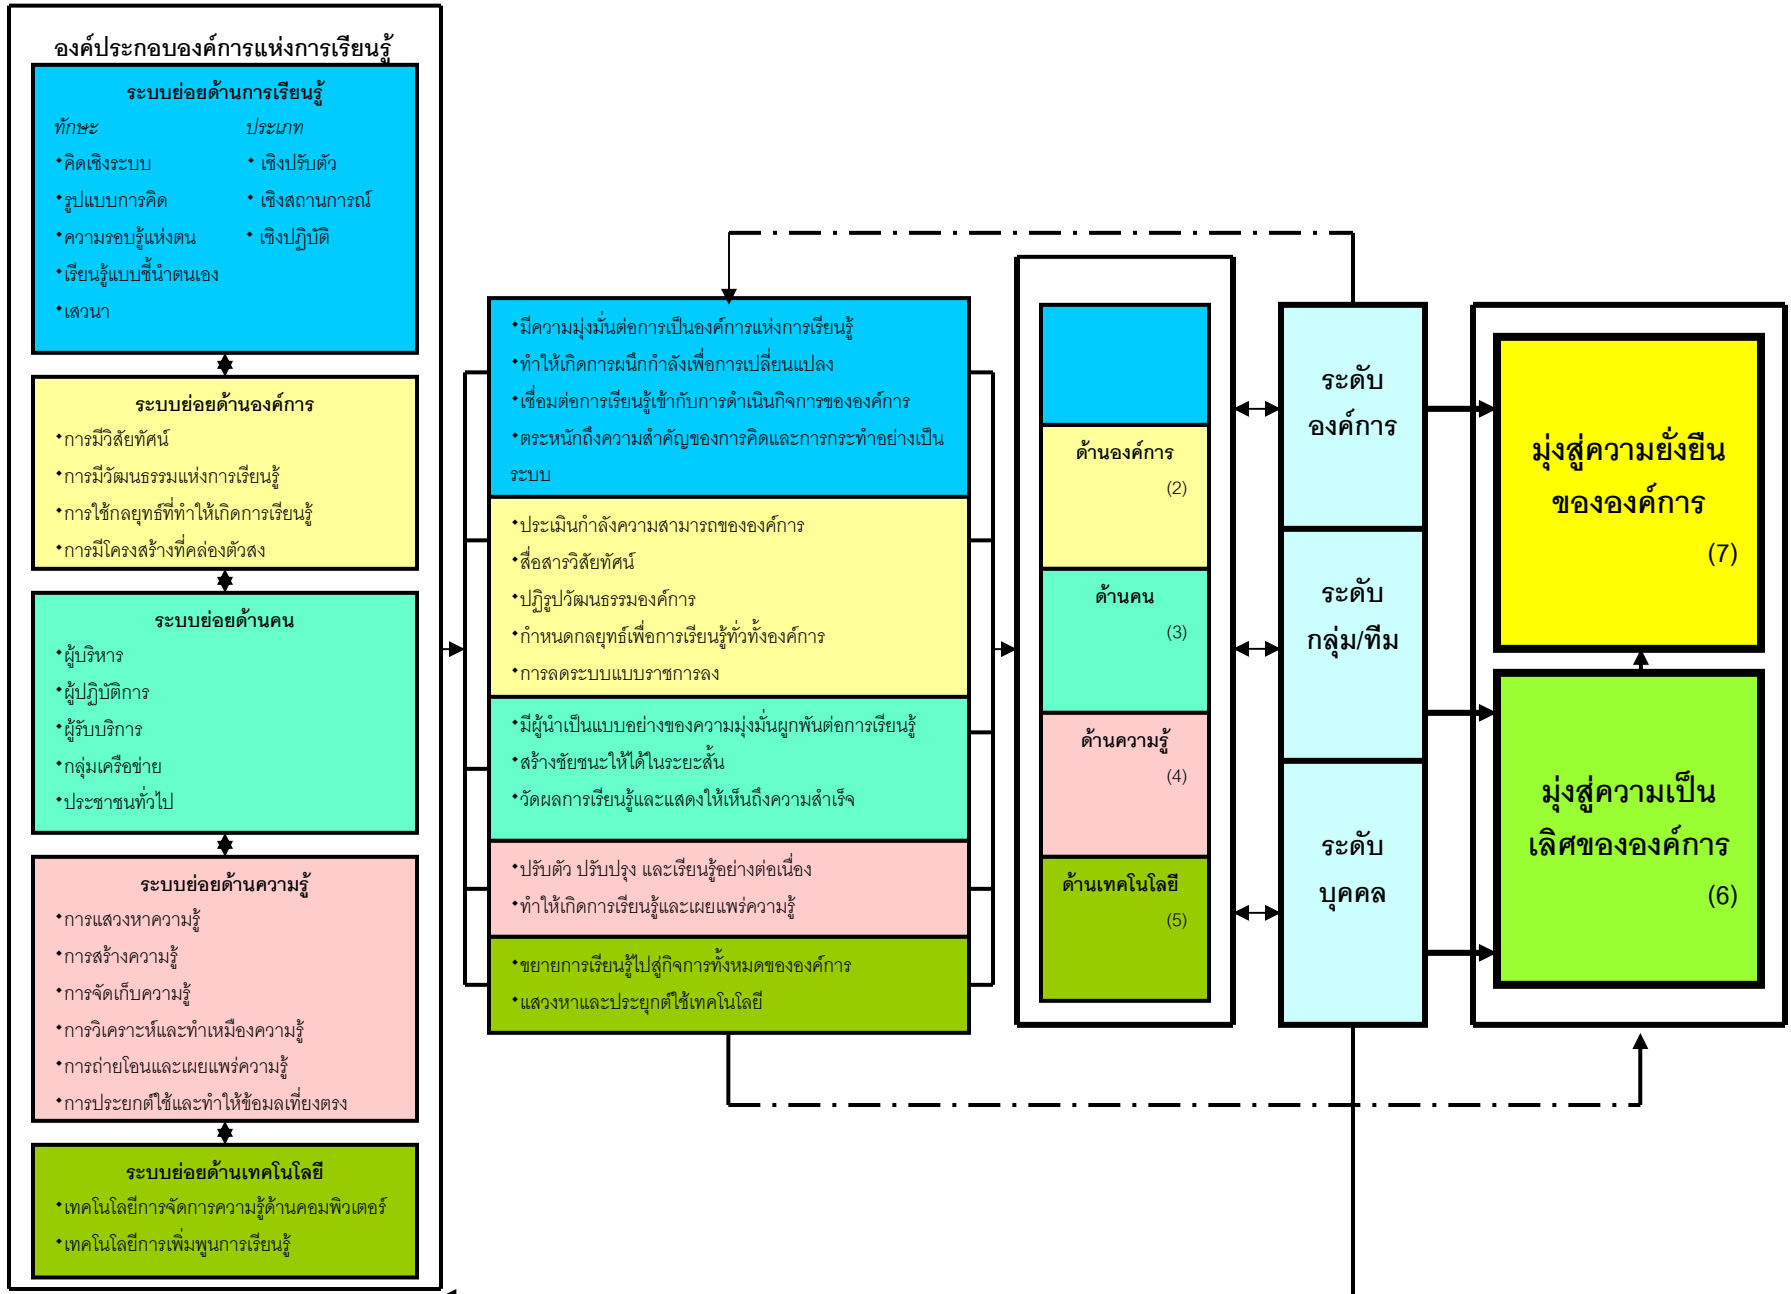 องค์ประกอบองค์การแห่งการเรียนรู้
ระบบย่อยด้านการเรียนรู้
ทักษะ ประเภท
•คิดเชิงระบบ • เชิงปรับตัว
•รูปแบบการคิด • เชิงสถานการณ์
•ความรอบรู้แห่งตน • เชิงปฏิบัติ
•เรียนรู้แบบชี้นำตนเอง
•เสวนา
ระบบย่อยด้านองค์การ
•การมีวิสัยทัศน์
•การมีวัฒนธรรมแห่งการเรียนรู้
•การใช้กลยุทธ์ที่ทำให้เกิดการเรียนรู้
•การมีโครงสร้างที่คล่องตัวสง
ระบบย่อยด้านคน
•ผู้บริหาร
•ผู้ปฏิบัติการ
•ผู้รับบริการ
•กลุ่มเครือข่าย
•ประชาชนทั่วไป
ระบบย่อยด้านความรู้
•การแสวงหาความรู้
•การสร้างความรู้
•การจัดเก็บความรู้
•การวิเคราะห์และทำเหมืองความรู้
•การถ่ายโอนและเผยแพร่ความรู้
•การประยกต์ใช้และทำให้ข้อมลเที่ยงตรง
ระบบย่อยด้านเทคโนโลยี
•เทคโนโลยีการจัดการความรู้ด้านคอมพิวเตอร์
•เทคโนโลยีการเพิ่มพูนการเรียนรู้
•มีความมุ่งมั่นต่อการเป็นองค์การแห่งการเรียนรู้
•ทำให้เกิดการผนึกกำลังเพื่อการเปลี่ยนแปลง
•เชื่อมต่อการเรียนรู้เข้ากับการดำเนินกิจการขององค์การ
•ตระหนักถึงความสำคัญของการคิดและการกระทำอย่างเป็น
ระบบ
•ประเมินกำลังความสามารถขององค์การ
•สื่อสารวิสัยทัศน์
•ปฏิรูปวัฒนธรรมองค์การ
•กำหนดกลยุทธ์เพื่อการเรียนรู้ทั่วทั้งองค์การ
•การลดระบบแบบราชการลง
•มีผู้นำเป็นแบบอย่างของความมุ่งมั่นผูกพันต่อการเรียนรู้
•สร้างชัยชนะให้ได้ในระยะสั้น
•วัดผลการเรียนรู้และแสดงให้เห็นถึงความสำเร็จ
•ปรับตัว ปรับปรุง และเรียนรู้อย่างต่อเนื่อง
•ทำให้เกิดการเรียนรู้และเผยแพร่ความรู้
•ขยายการเรียนรู้ไปสู่กิจการทั้งหมดขององค์การ
•แสวงหาและประยุกต์ใช้เทคโนโลยี
ด้านองค์การ
(2)
ด้านคน
(3)
ด้านความรู้
(4)
ด้านเทคโนโลยี
(5)
ระดับ
องค์การ
ระดับ
กลุ่ม/ทีม
ระดับ
บุคคล
มุ่งสู่ความยั่งยืน
ขององค์การ
(7)
มุ่งสู่ความเป็น
เลิศขององค์การ
(6)